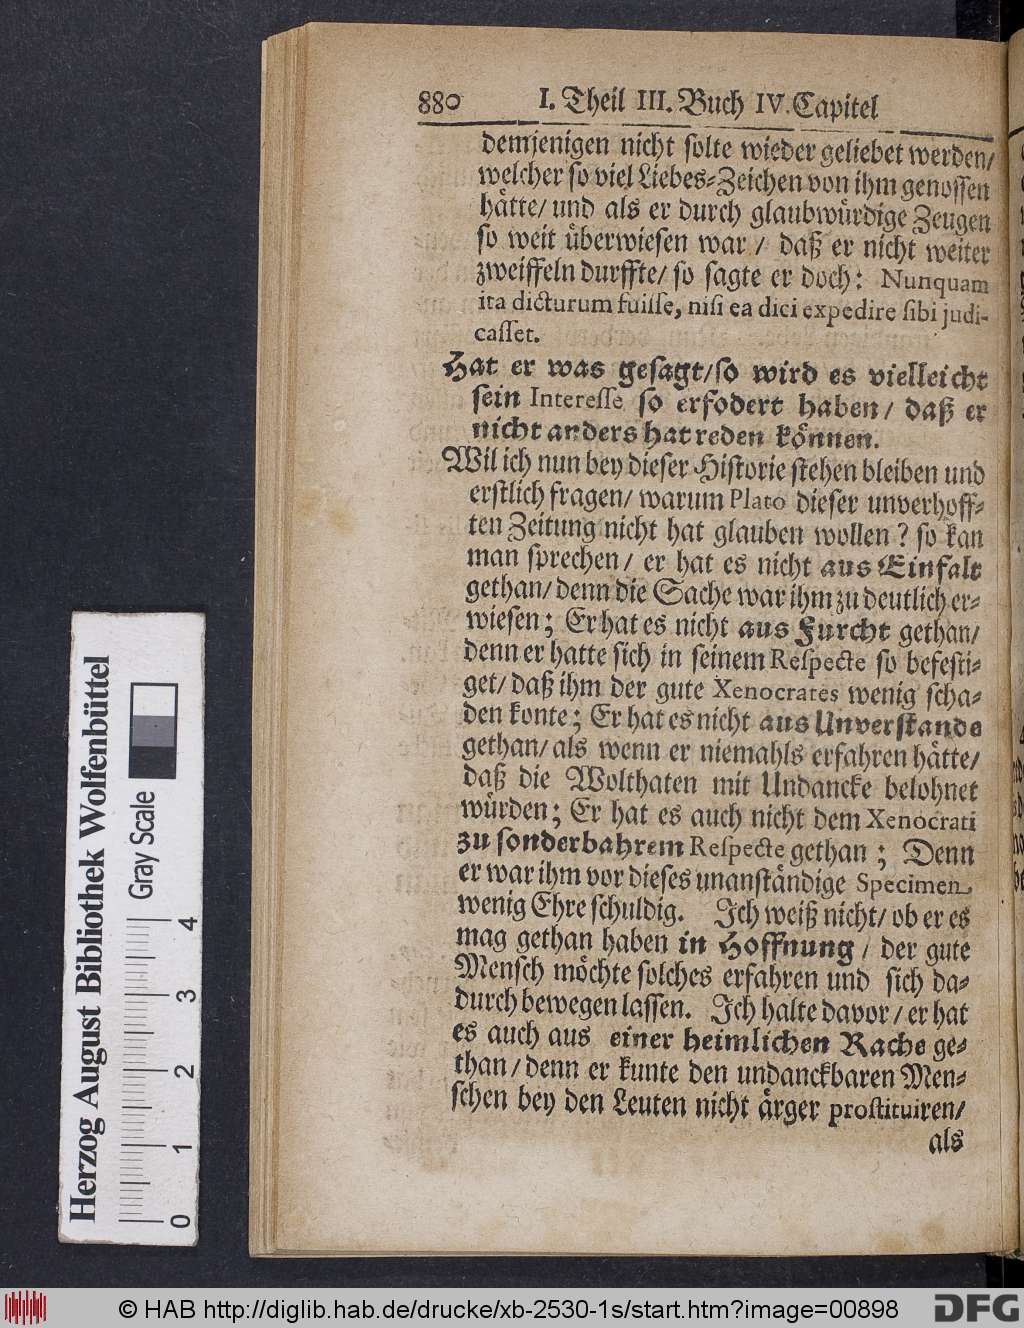 880 I. Theil III. Buch IV. Capitel
demjenigen nicht solte wieder geliebet werden/
welcher so viel Liebes-Zeichen von ihm genossen
hätte/ und als er durch glaubwürdige Zeugen
so weit überwiesen war / daß er nicht weiter
zweiffeln durffte/ so sagte er doch: Nunquam
ita dicturum fuisse, nisi ea dici expedire sibi judi-
casset.
Hat er was gesagt/so wird es vielleicht
sein Interesse so erfodert haben/ daß er
nicht anders hat reden können.
Wil ich nun bey dieser Historie stehen bleiben und
erstlich fragen/ warum Plato dieser unverhoff-
ten Zeitung nicht hat glauben wollen? so kan
man sprechen/ er hat es nicht aus Einfalt
gethan/ denn die Sache war ihm zu deutlich er-
wiesen; Er hat es nicht aus Furcht gethan/
denn er hatte sich in seinem Respecte so befesti-
get/ daß ihm der gute Xenocrates wenig scha-
den konte; Er hat es nicht aus Unverstande
gethan/ als wenn er niemahls erfahren hätte/
daß die Wolthaten mit Undancke belohnet
würden; Er hat es auch nicht dem Xenocrati
zu sonderbahrem Respecte gethan; Denn
er war ihm vor dieses unanständige Specimen
wenig Ehre schuldig. Ich weiß nicht/ ob er es
mag gethan haben in Hoffnung / der gute
Mensch möchte solches erfahren und sich da-
durch bewegen lassen. Ich halte davor / er hat
es auch aus einer heimlichen Rache ge-
than / denn er kunte den undanckbaren Men-
schen bey den Leuten nicht ärger prostituiren/
als
Herzog August Bibliothek Wolfenbüttel
Gray Scale
0 1 2 3 4
© HAB http://diglib.hab.de/drucke/xb-2530-1s/start.htm?image=00898
DFG